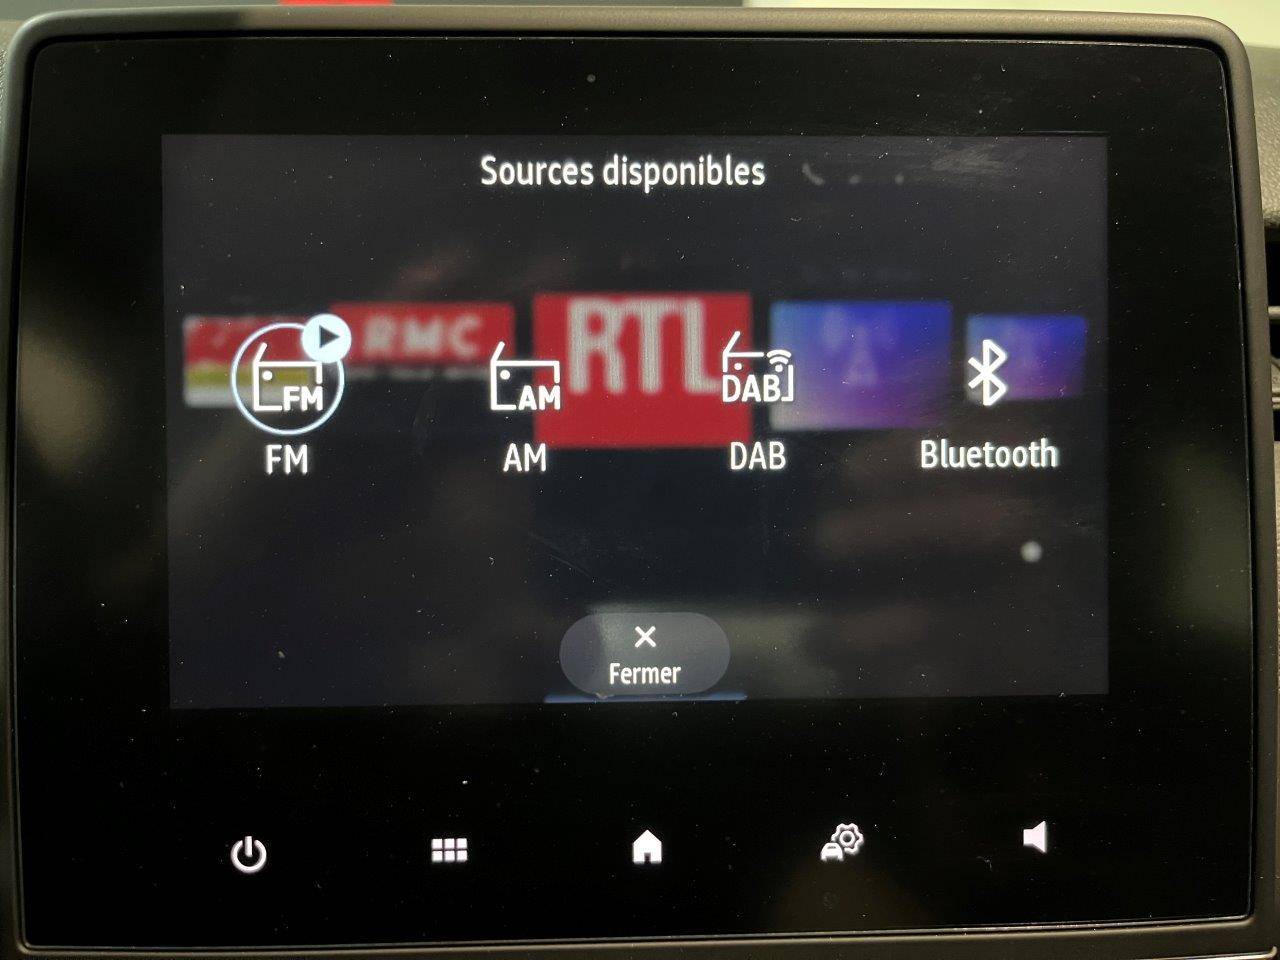 Sources disponibles
RMC
RTL
FM
AM
DAB
FM
AM
DAB
Bluetooth
Fermer